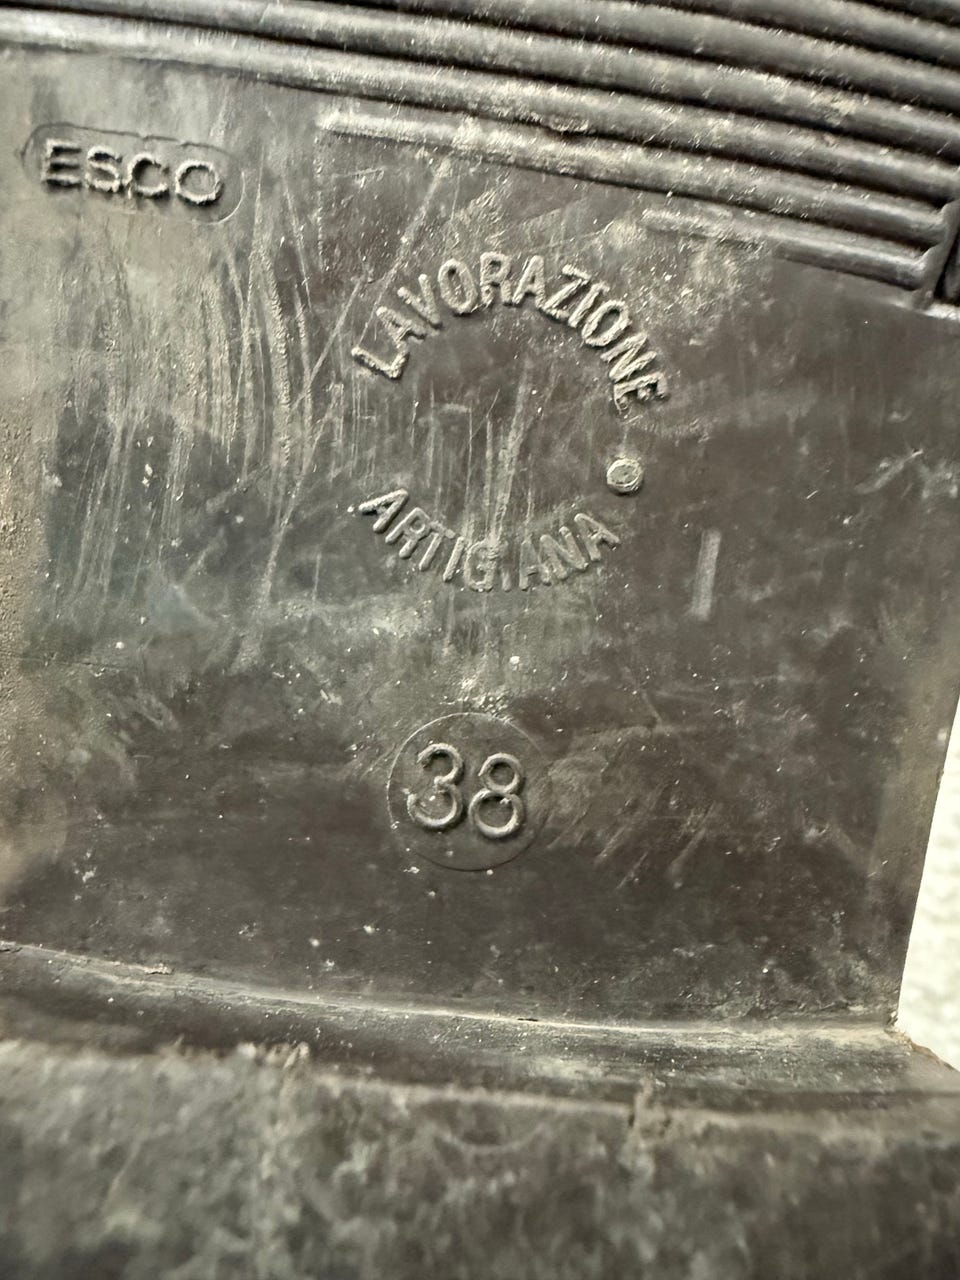 ESCO
LAVORAZIONE
ARTIGIANA
38